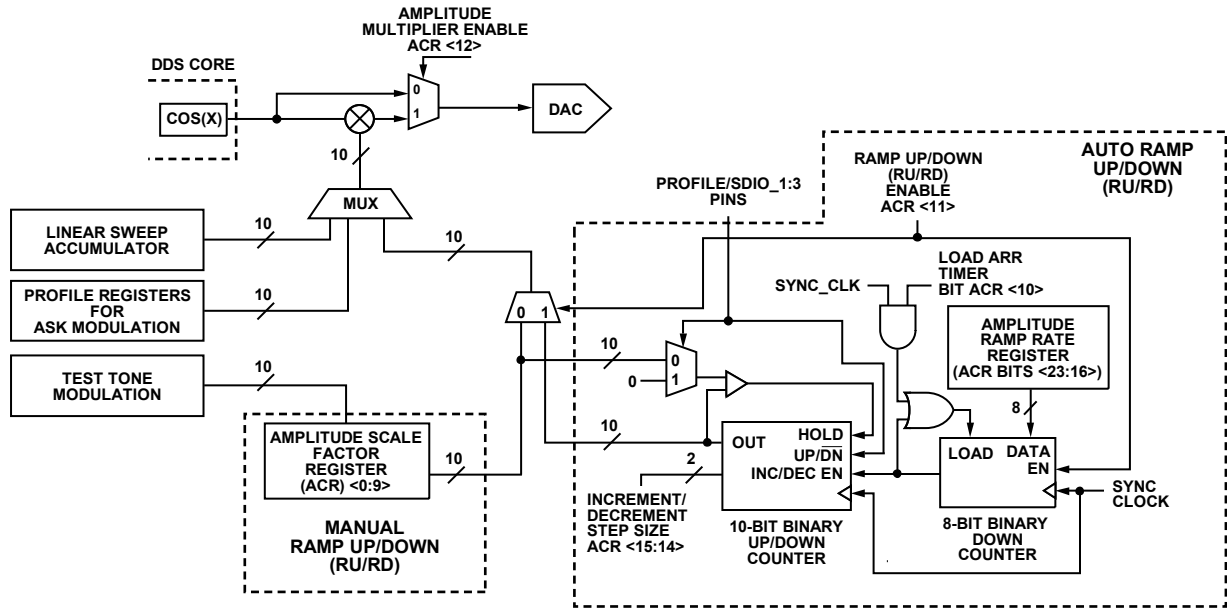 AMPLITUDE
MULTIPLIER ENABLE
ACR <12>
DDS CORE
COS(X)
0
1
DAC
10
MUX
LINEAR SWEEP
ACCUMULATOR
10
PROFILE REGISTERS
FOR
ASK MODULATION
10
TEST TONE
MODULATION
10
10
0 1
AMPLITUDE SCALE
FACTOR
REGISTER
(ACR) <0:9>
10
MANUAL
RAMP UP/DOWN
(RU/RD)
PROFILE/SDIO_1:3
PINS
RAMP UP/DOWN
(RU/RD)
ENABLE
ACR <11>
AUTO RAMP
UP/DOWN
(RU/RD)
SYNC_CLK
LOAD ARR
TIMER
BIT ACR <10>
AMPLITUDE
RAMP RATE
REGISTER
(ACR BITS <23:16>)
8
10
0
0
1
10
OUT
HOLD
UP/DN
INC/DEC EN
2
INCREMENT/
DECREMENT
STEP SIZE
ACR <15:14>
10-BIT BINARY
UP/DOWN
COUNTER
LOAD
DATA
EN
SYNC
CLOCK
8-BIT BINARY
DOWN
COUNTER